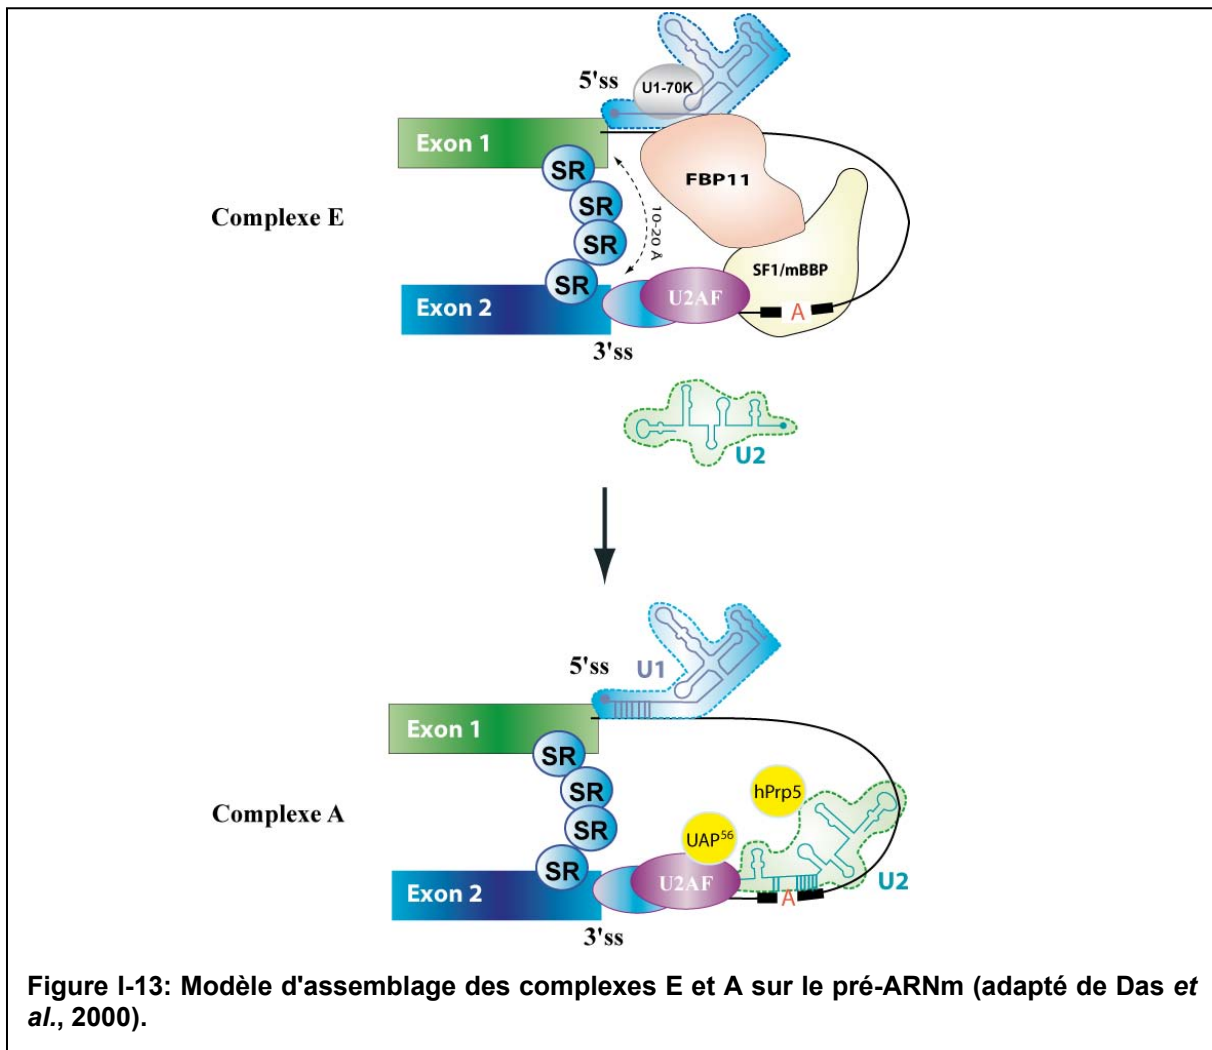 5'ss
U1-70K
Exon 1
SR
FBP11
SR
10-20 Å
Complexe E
SR
SF1/mBBP
SR
U2AF
Exon 2
A
3'ss
U2
5'ss
U1
Exon 1
SR
hPrp5
SR
Complexe A
SR
UAP56
SR
U2AF
U2
Exon 2
A
3'ss
Figure I-13: Modèle d'assemblage des complexes E et A sur le pré-ARNm (adapté de Das et
al., 2000).